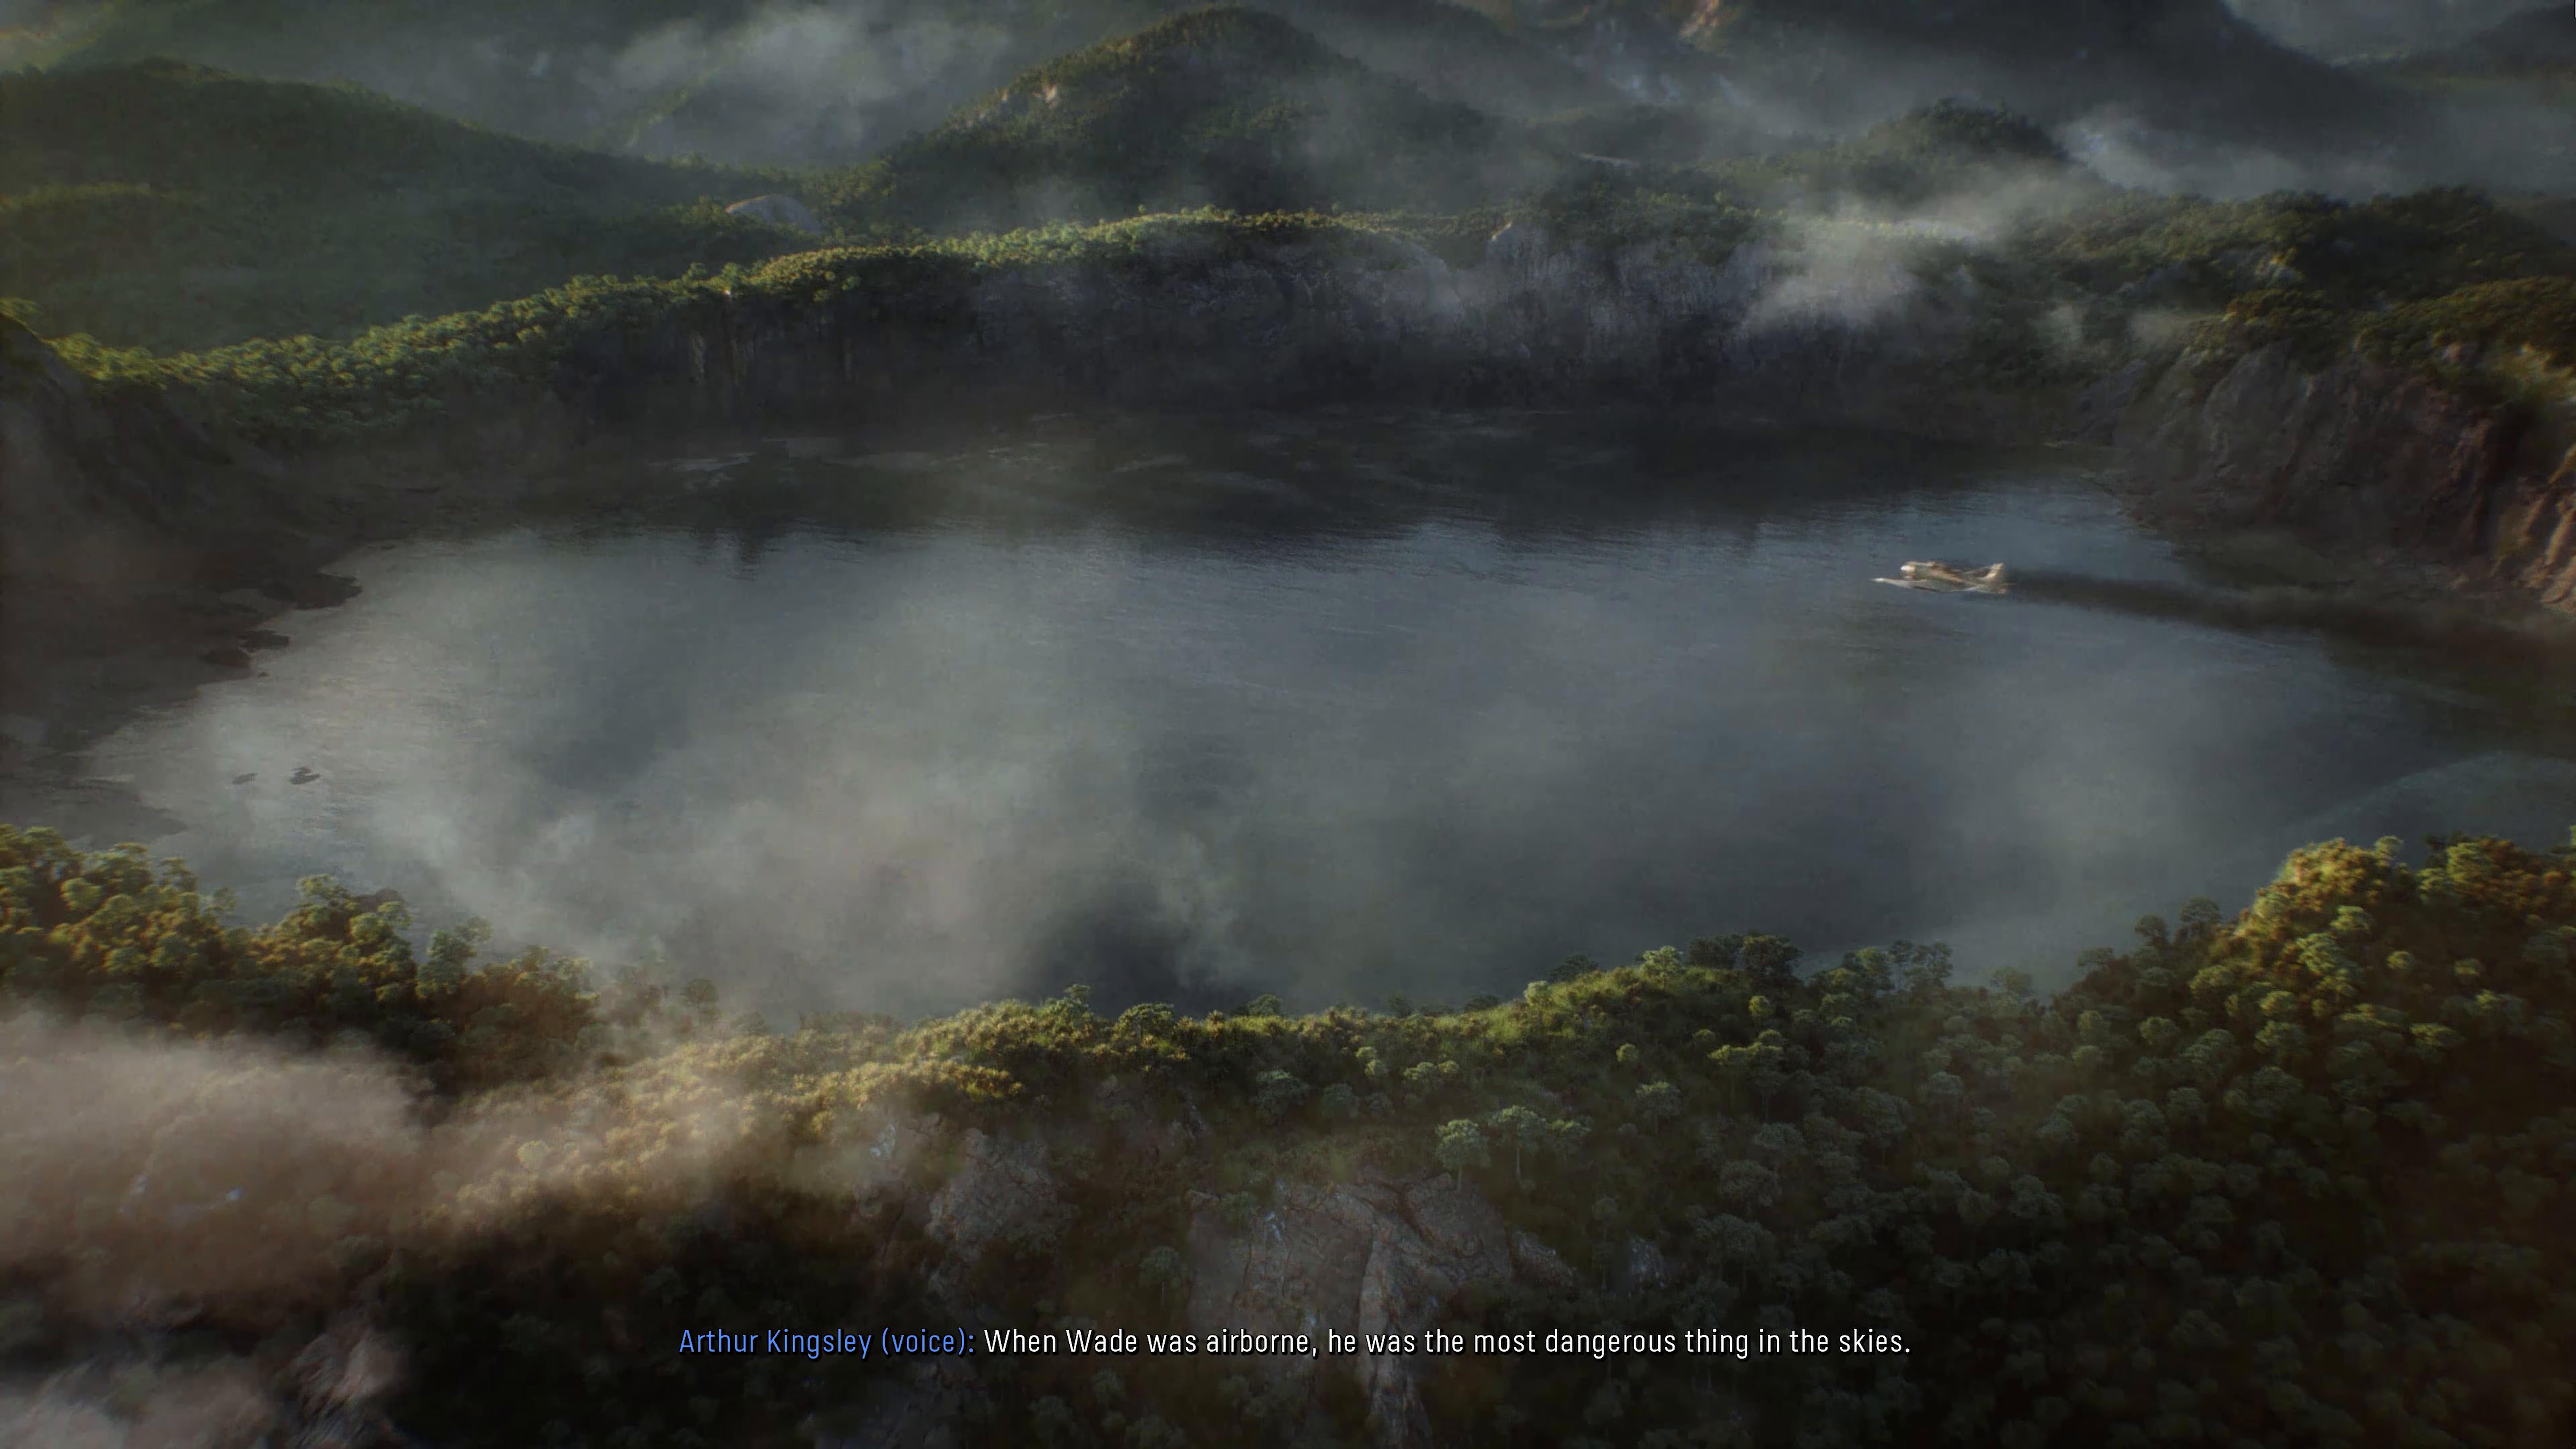 Arthur Kingsley (voice): When Wade was airborne, he was the most dangerous thing in the skies.